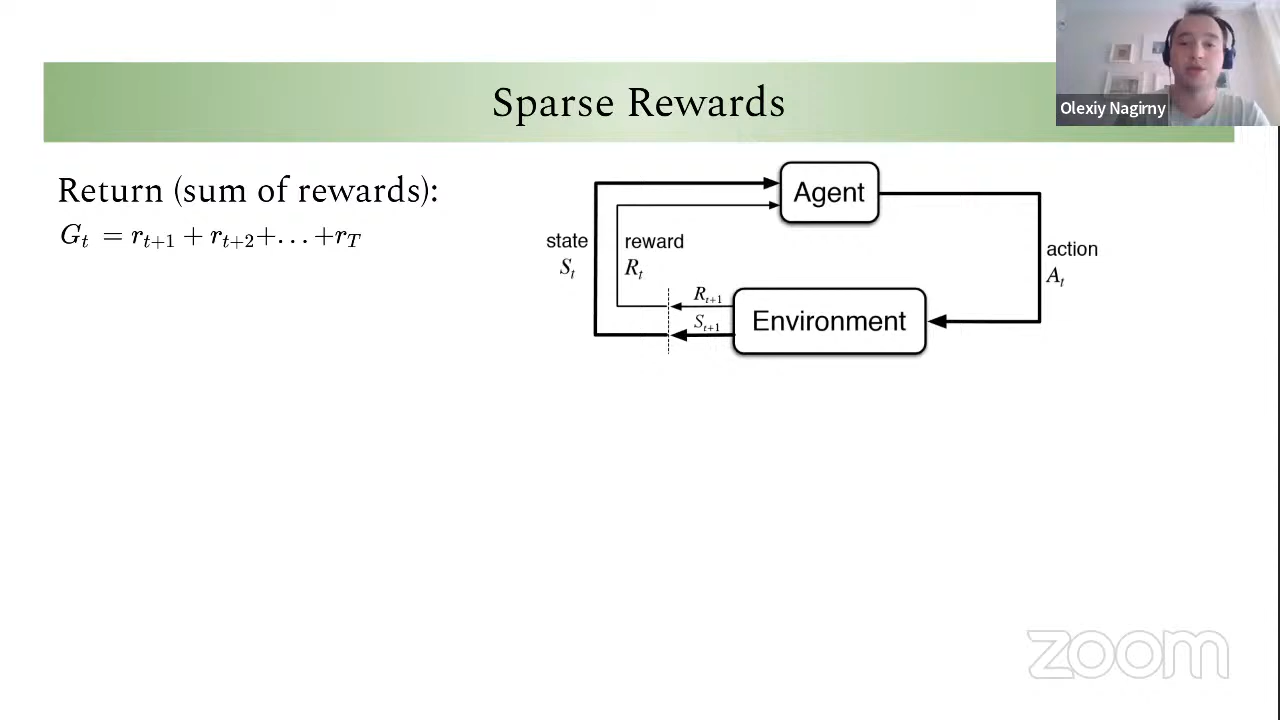 Sparse Rewards
Olexiy Nagirny
Return (sum of rewards):
G_t = r_{t+1} + r_{t+2}+...+r_T
Agent
state
S_t
reward
R_t
action
A_t
R_{t+1}
S_{t+1}
Environment
zoom